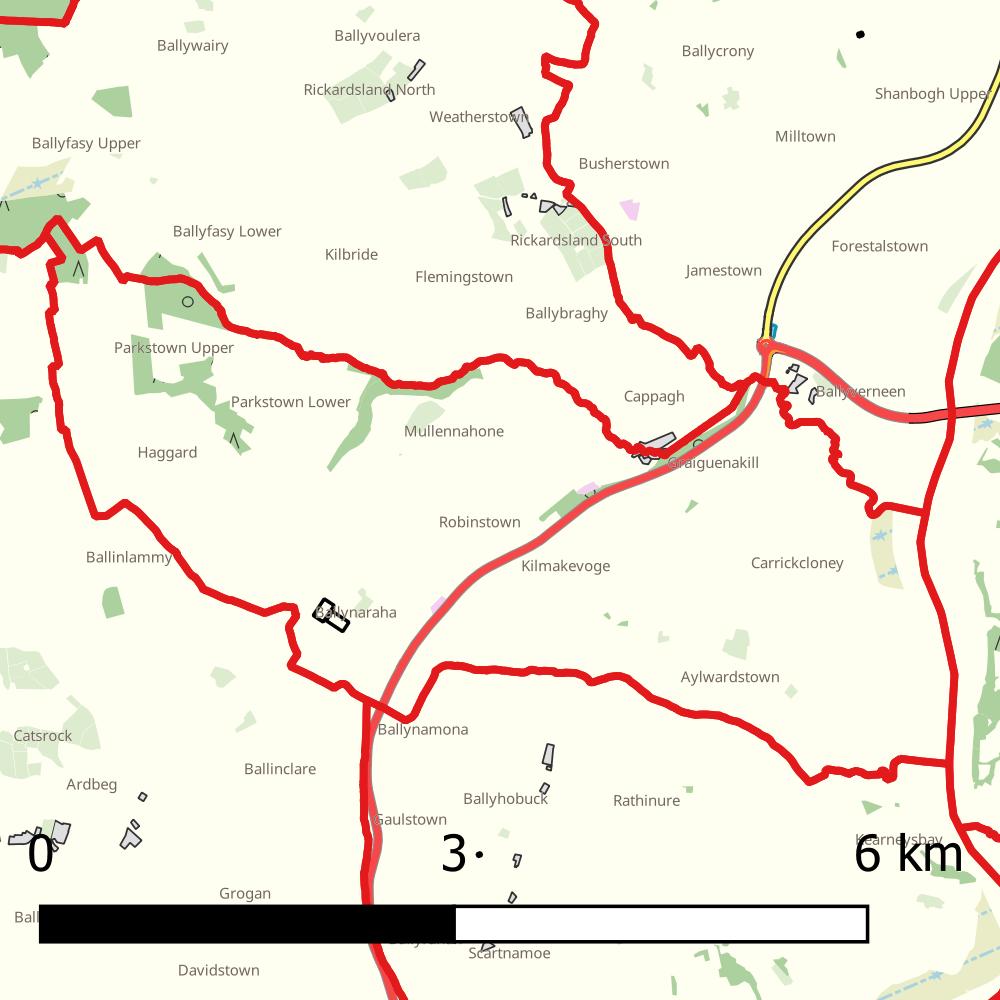 Ballyvoulera
Ballywairy
Ballycrony
Rickardsland North
Shanbogh Upper
Weatherstown
Milltown
Ballyfasy Upper
Busherstown
Ballyfasy Lower
Rickardsland South
Forestalstown
Kilbride
Jamestown
Flemingstown
Ballybraghy
Parkstown Upper
Ballyverneen
Cappagh
Parkstown Lower
Mullennahone
Haggard
Graiguenakill
Robinstown
Ballinlammy
Carrickcloney
Kilmakevoge
Ballynaraha
Aylwardstown
Ballynamona
Catsrock
Ballinclare
Ardbeg
Ballyhobuck
Rathinure
Gaulstown
Kearneysbay
0 3· 6 km
Grogan
Ball
Scartnamoe
Davidstown